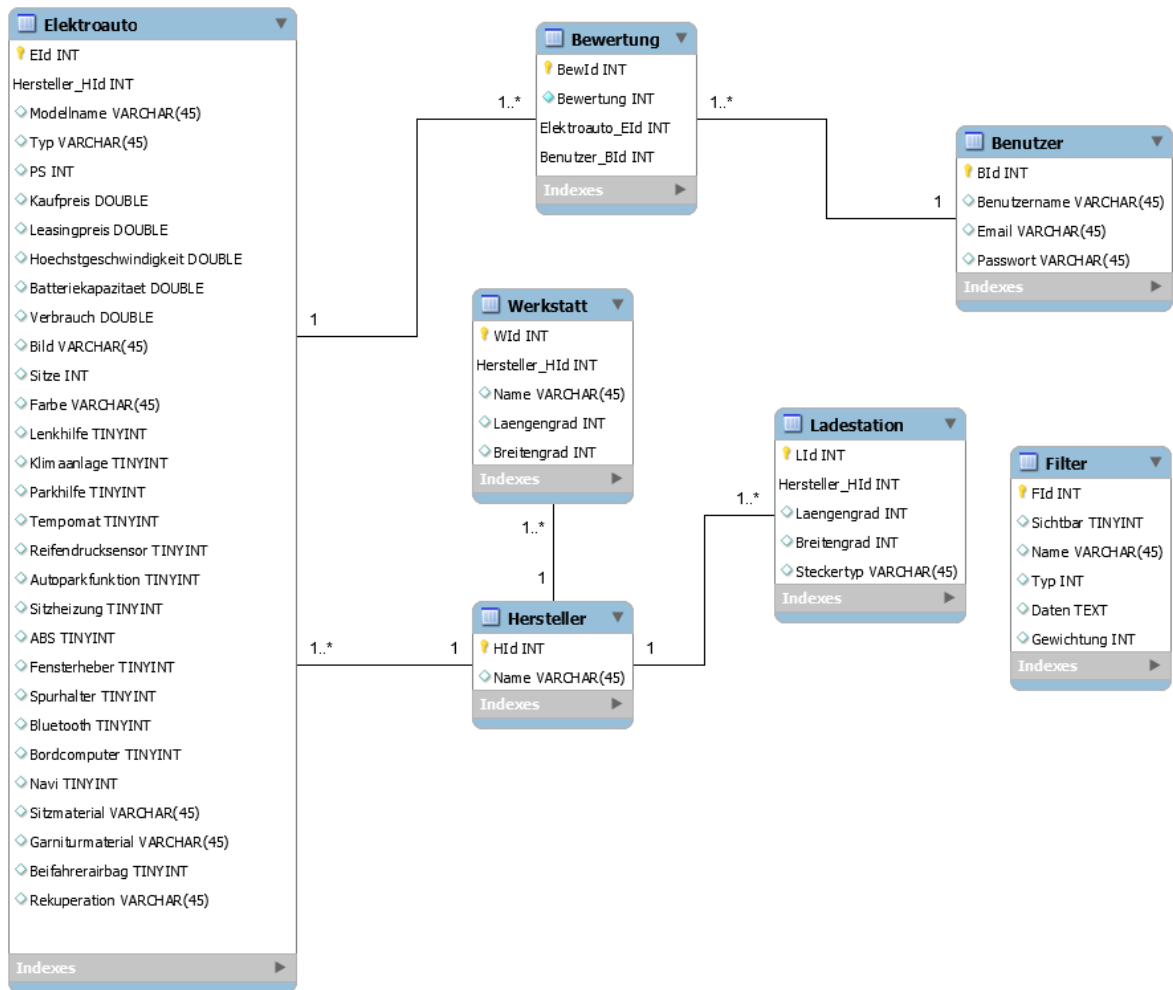 Elektroauto
EId INT
Hersteller_HId INT
Modellname VARCHAR(45)
Typ VARCHAR(45)
PS INT
Kaufpreis DOUBLE
Leasingpreis DOUBLE
Hoechstgeschwindigkeit DOUBLE
Batteriekapazitaet DOUBLE
Verbrauch DOUBLE
Bild VARCHAR(45)
Sitze INT
Farbe VARCHAR(45)
Lenkhilfe TINYINT
Klimaanlage TINYINT
Parkhilfe TINYINT
Tempomat TINYINT
Reifendrucksensor TINYINT
Autoparkfunktion TINYINT
Sitzheizung TINYINT
ABS TINYINT
Fensterheber TINYINT
Spurhalter TINYINT
Bluetooth TINYINT
Bordcomputer TINYINT
Navi TINYINT
Sitzmaterial VARCHAR(45)
Garniturmaterial VARCHAR(45)
Beifahrerairbag TINYINT
Rekuperation VARCHAR(45)
Indexes
1
1..*
1..*
1
Bewertung
BewId INT
Bewertung INT
Elektroauto_EId INT
Benutzer_BId INT
Indexes
1..*
1
Benutzer
BId INT
Benutzername VARCHAR(45)
Email VARCHAR(45)
Passwort VARCHAR(45)
Indexes
Werkstatt
WId INT
Hersteller_HId INT
Name VARCHAR(45)
Laengengrad INT
Breitengrad INT
Indexes
1..*
1
Hersteller
HId INT
Name VARCHAR(45)
Indexes
1
1..*
Ladestation
LId INT
Hersteller_HId INT
Laengengrad INT
Breitengrad INT
Steckertyp VARCHAR(45)
Indexes
Filter
FId INT
Sichtbar TINYINT
Name VARCHAR(45)
Typ INT
Daten TEXT
Gewichtung INT
Indexes